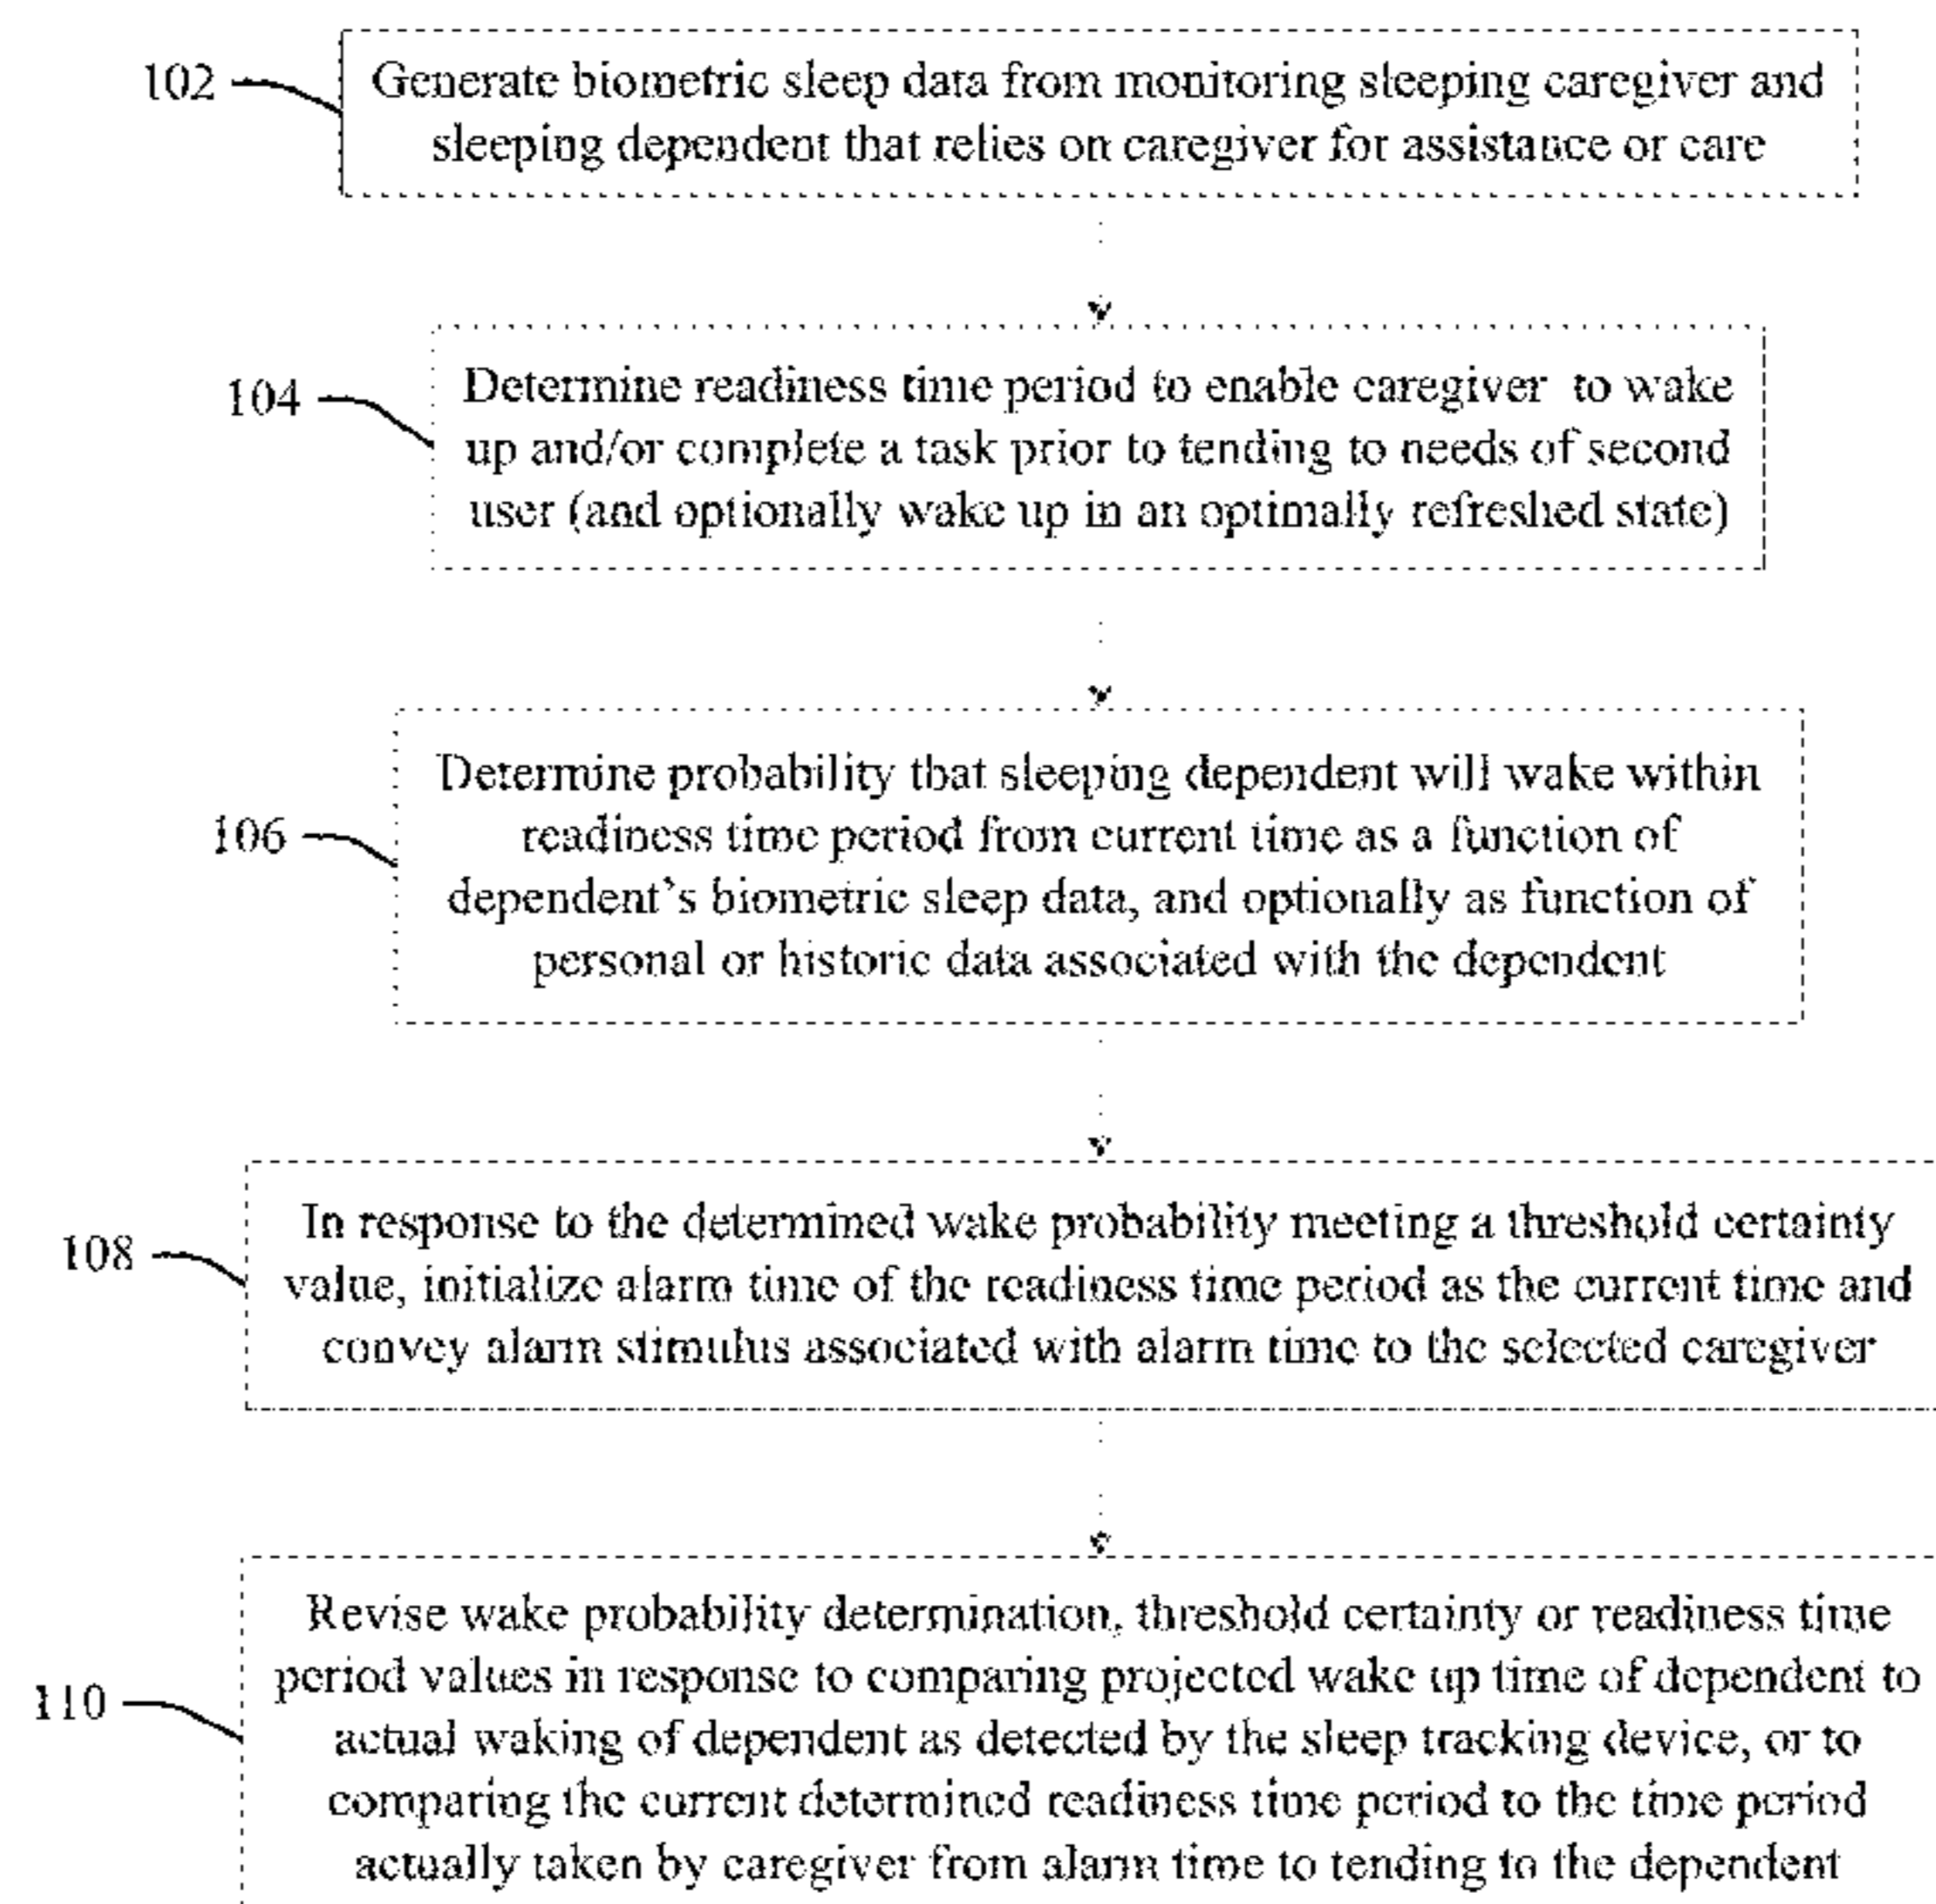 102
Generate biometric sleep data from monitoring sleeping caregiver and
sleeping dependent that relies on caregiver for assistance or care
104
Determine readiness time period to enable caregiver to wake
up and/or complete a task prior to tending to needs of second
user (and optionally wake up in an optimally refreshed state)
106
Determine probability that sleeping dependent will wake within
readiness time period from current time as a function of
dependent's biometric sleep data, and optionally as function of
personal or historic data associated with the dependent
108
In response to the determined wake probability meeting a threshold certainty
value, initialize alarm time of the readiness time period as the current time and
convey alarm stimulus associated with alarm time to the selected caregiver
110
Revise wake probability determination, threshold certainty or readiness time
period values in response to comparing projected wake up time of dependent to
actual waking of dependent as detected by the sleep tracking device, or to
comparing the current determined readiness time period to the time period
actually taken by caregiver from alarm time to tending to the dependent